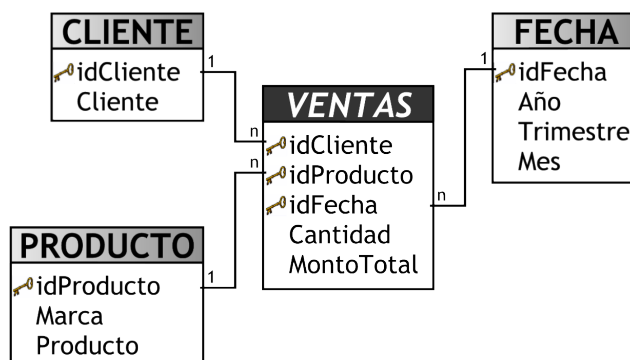 CLIENTE
idCliente
Cliente
1
n
VENTAS
idCliente
idProducto
idFecha
Cantidad
MontoTotal
n
n
1
FECHA
idFecha
Año
Trimestre
Mes
PRODUCTO
idProducto
Marca
Producto
1